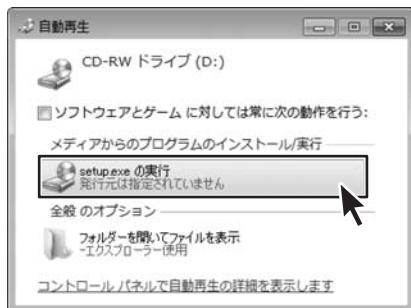 自動再生
CD-RW ドライブ (D:)
ソフトウェアとゲーム に対しては常に次の動作を行う:
メディアからのプログラムのインストール/実行
setup.exe の実行
発行元は指定されていません
全般 のオプション
フォルダーを開いてファイルを表示
-エクスプローラー使用
コントロール パネルで自動再生の詳細を表示します